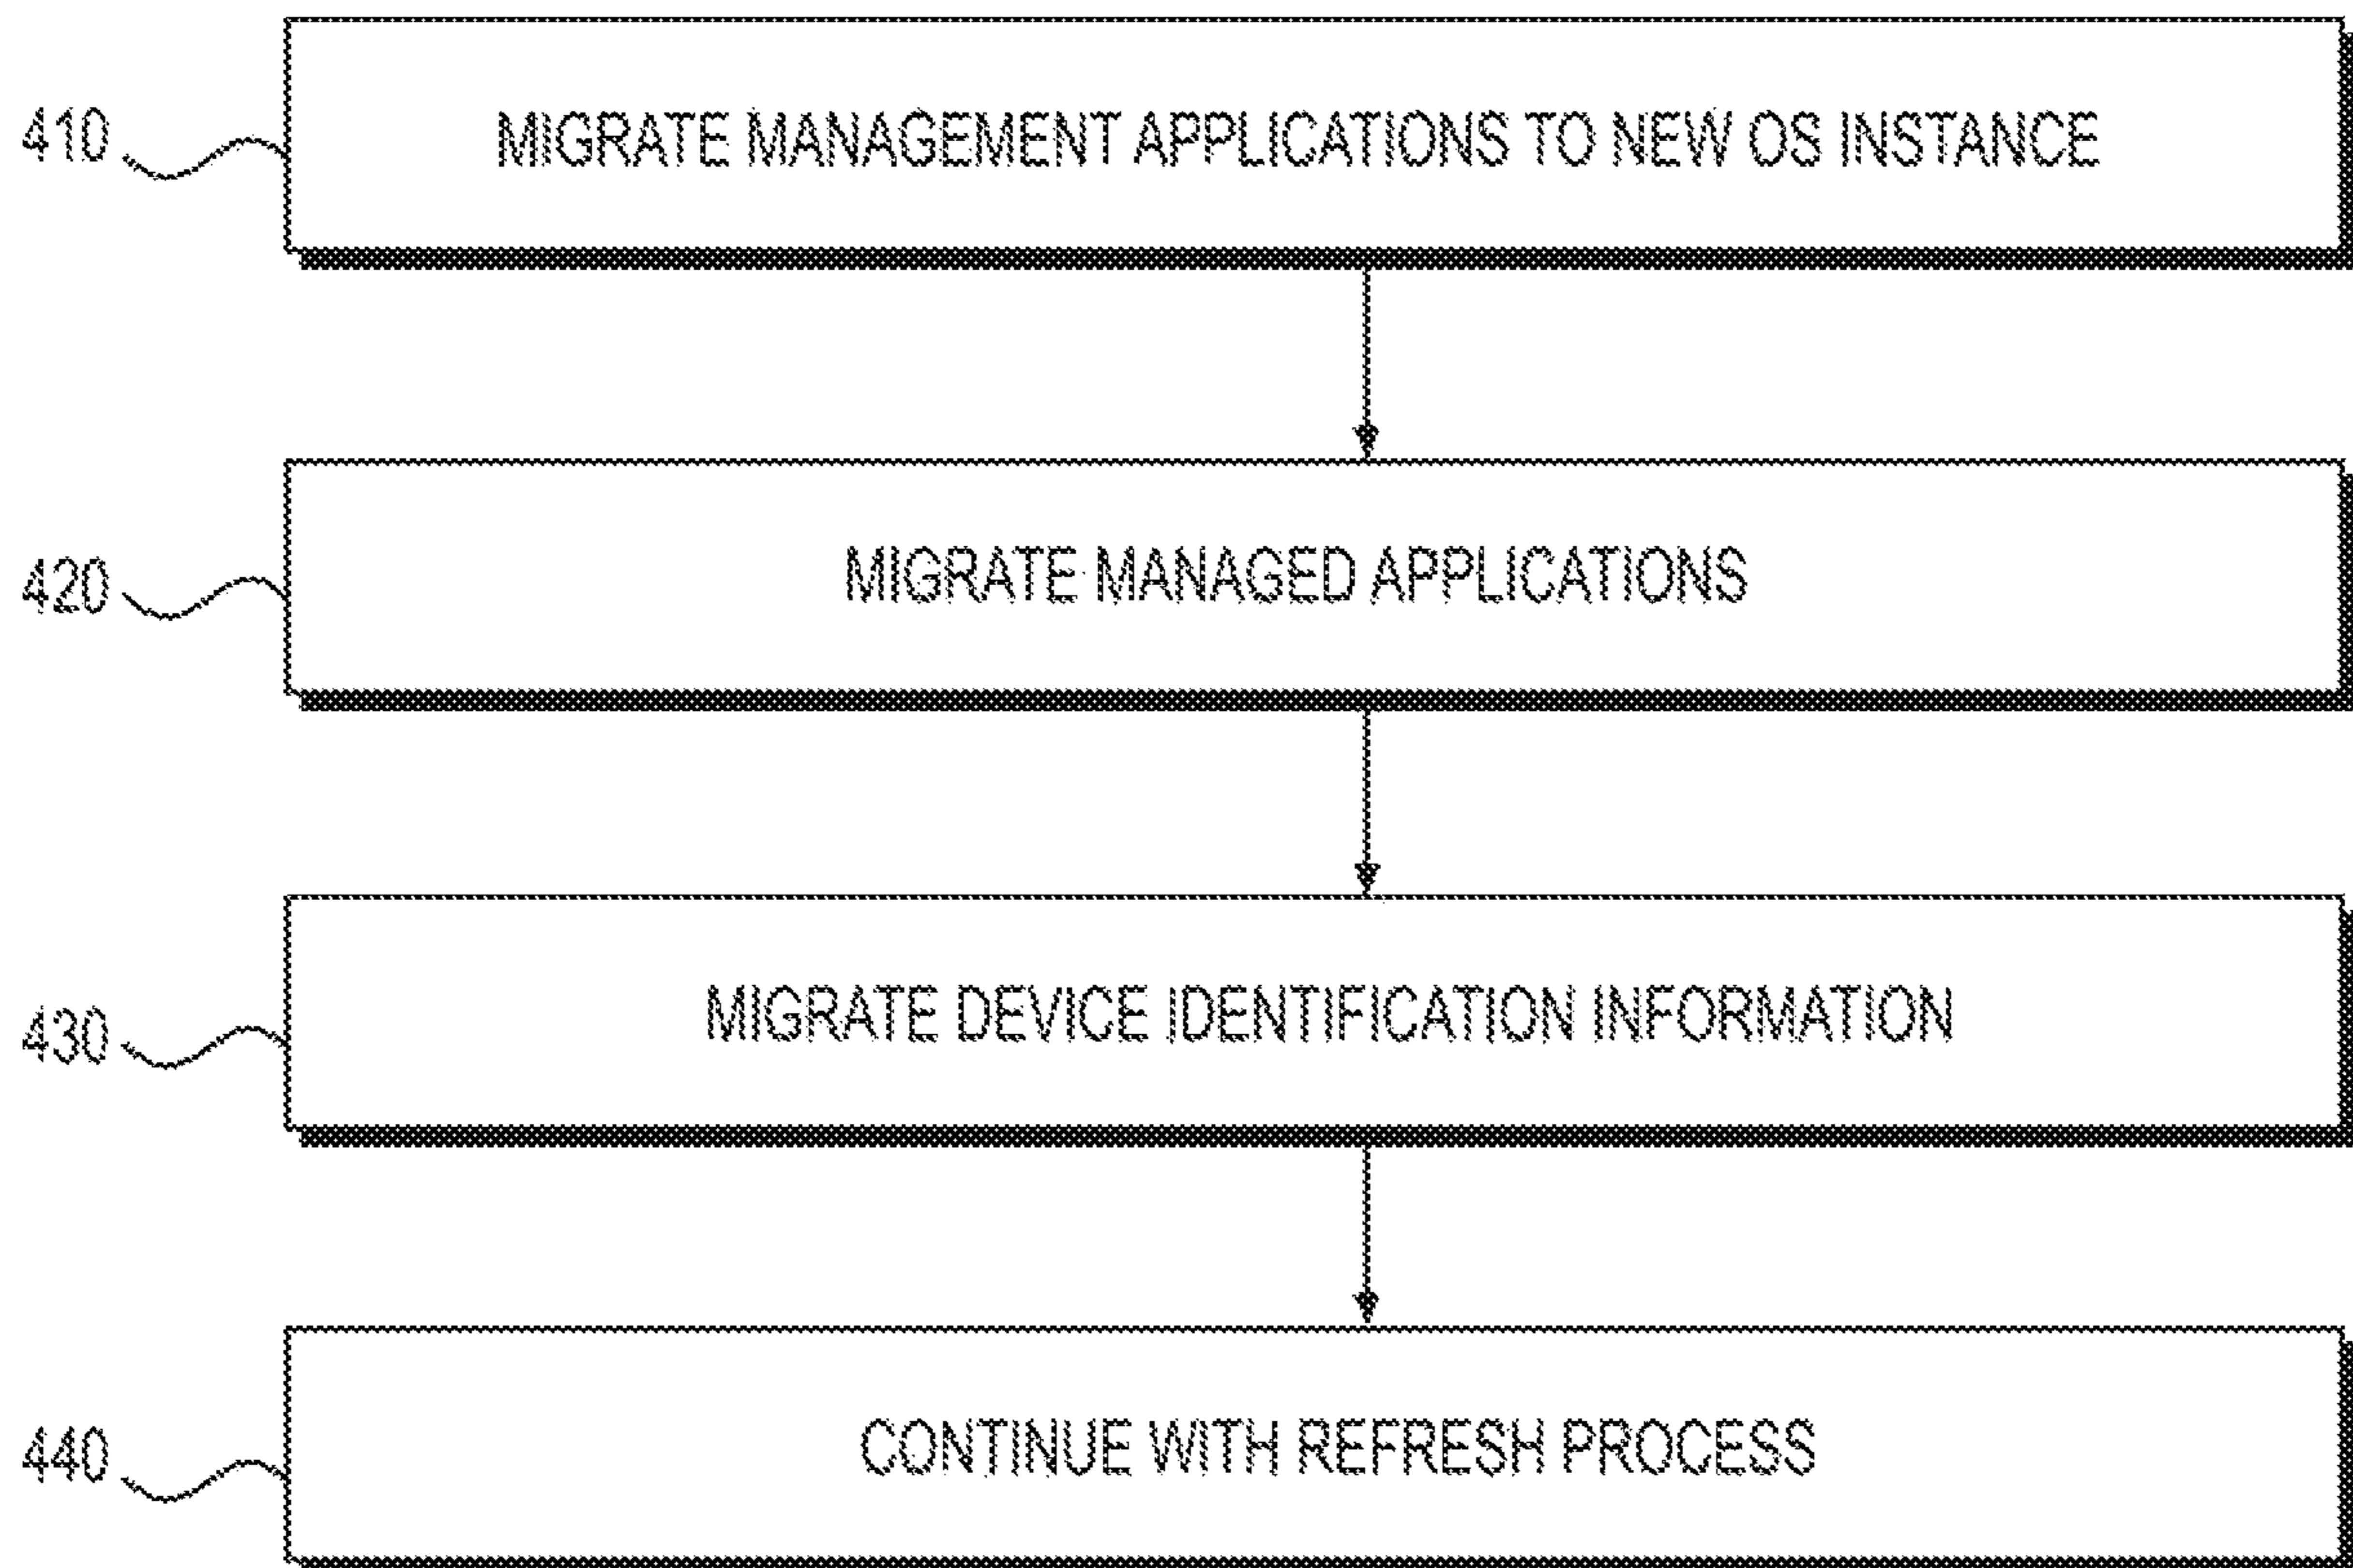 410 MIGRATE MANAGEMENT APPLICATIONS TO NEW OS INSTANCE
420 MIGRATE MANAGED APPLICATIONS
430 MIGRATE DEVICE IDENTIFICATION INFORMATION
440 CONTINUE WITH REFRESH PROCESS